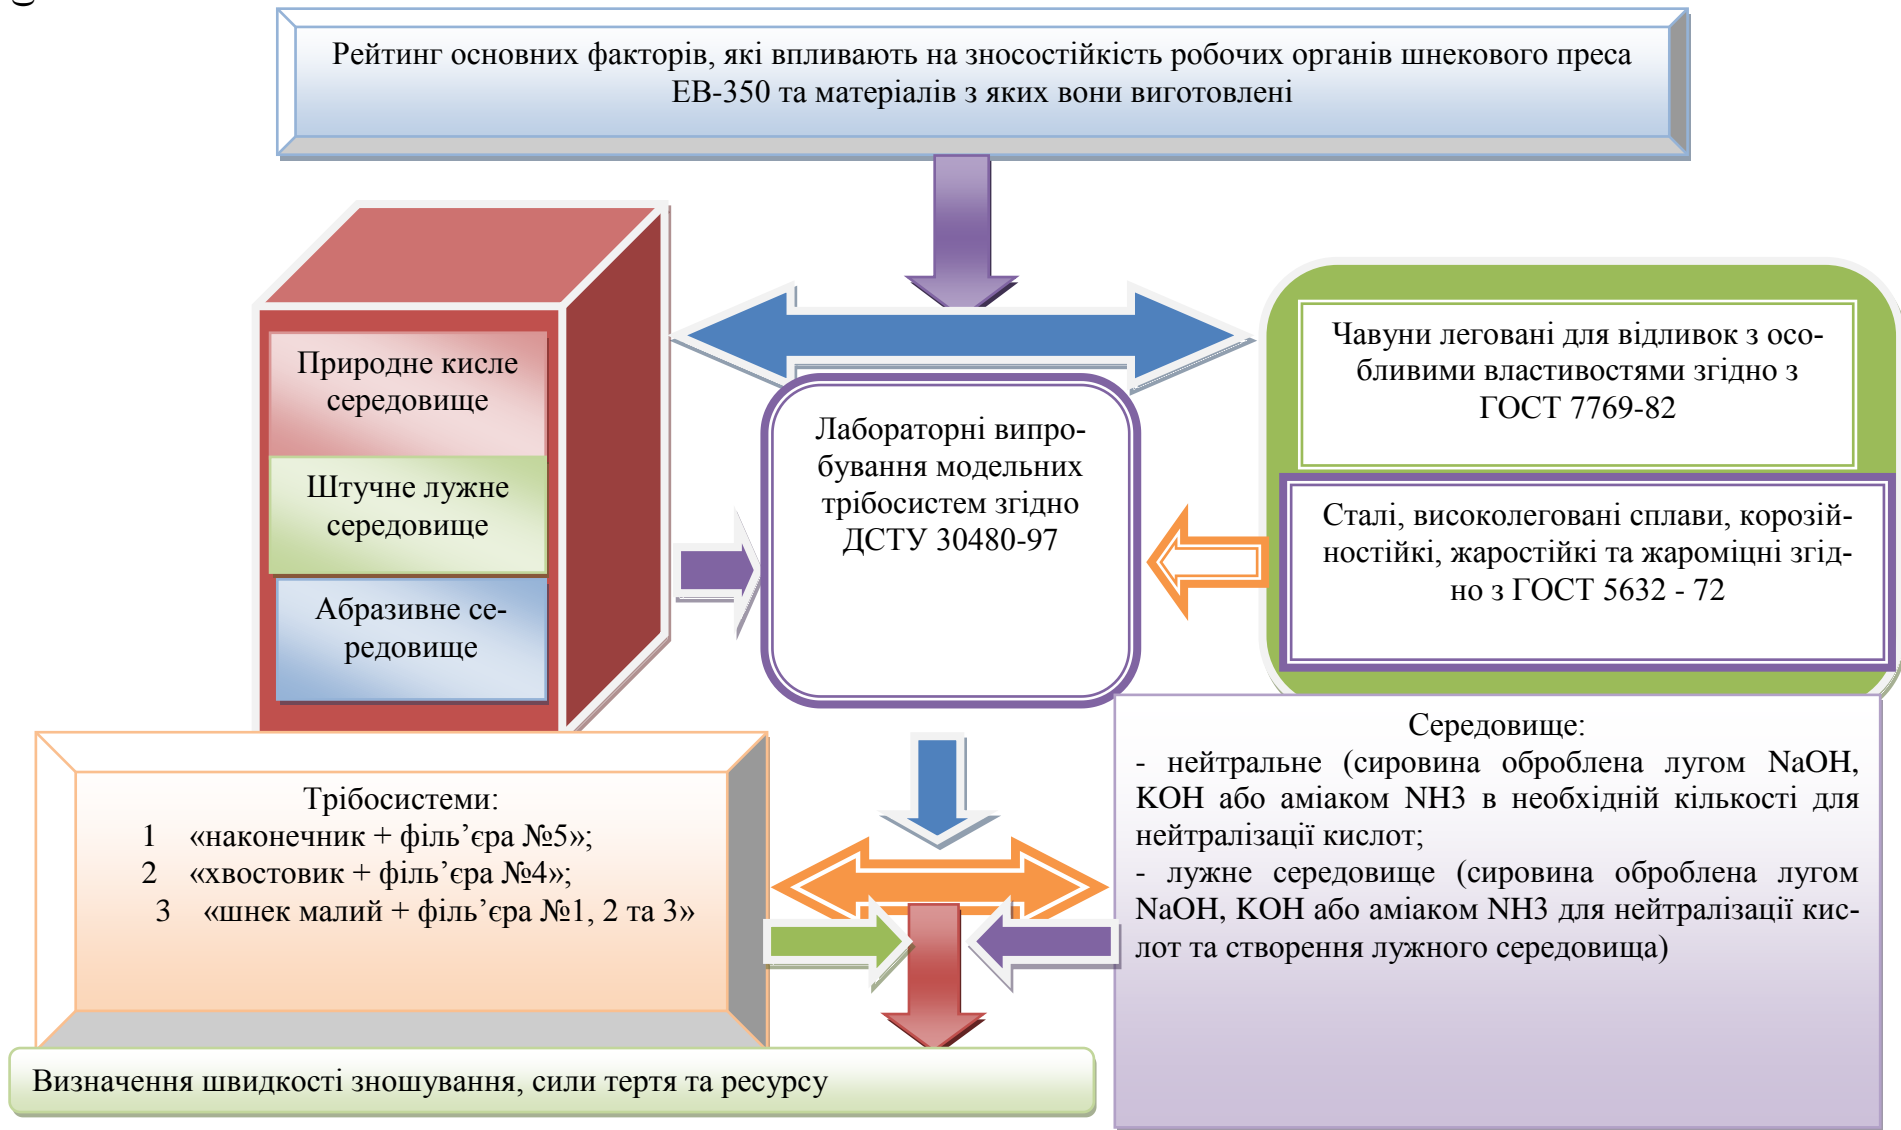 Рейтинг основних факторів, які впливають на зносостійкість робочих органів шнекового преса
ЕВ-350 та матеріалів з яких вони виготовлені
Природне кисле
середовище
Штучне лужне
середовище
Абразивне се-
редовище
Лабораторні випро-
бування модельних
трібосистем згідно
ДСТУ 30480-97
Чавуни леговані для відливок з осо-
бливими властивостями згідно з
ГОСТ 7769-82
Сталі, високолеговані сплави, корозій-
ностійкі, жаростійкі та жароміцні згід-
но з ГОСТ 5632 - 72
Трібосистеми:
1 «наконечник + філь’єра №5»;
2 «хвостовик + філь’єра №4»;
3 «шнек малий + філь’єра №1, 2 та 3»
Середовище:
- нейтральне (сировина оброблена лугом NaOH,
KOH або аміаком NH3 в необхідній кількості для
нейтралізації кислот;
- лужне середовище (сировина оброблена лугом
NaOH, KOH або аміаком NH3 для нейтралізації кис-
лот та створення лужного середовища)
Визначення швидкості зношування, сили тертя та ресурсу